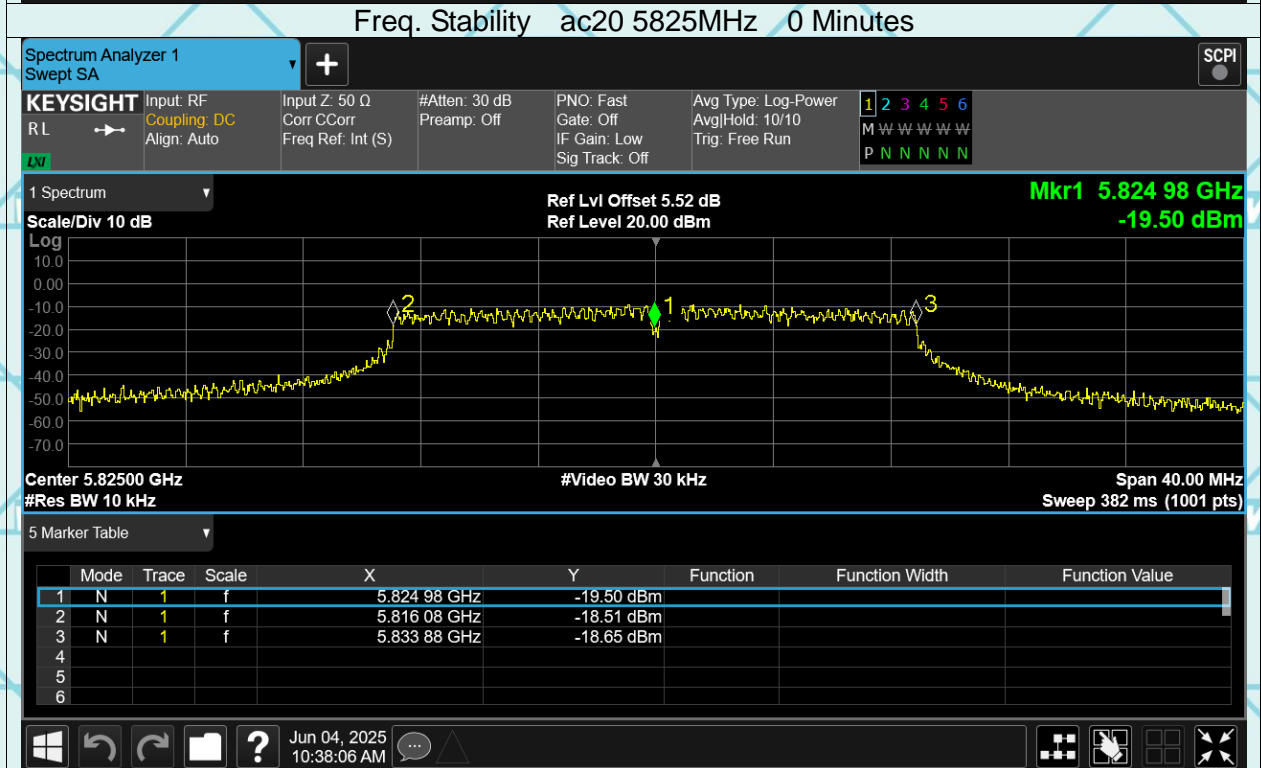 Freq. Stability ac20 5825MHz 0 Minutes
Spectrum Analyzer 1
Swept SA
SCPI
KEYSIGHT
R L
LXI
Input: RF
Coupling: DC
Align: Auto
Input Z: 50 Ω
Corr CCorr
Freq Ref: Int (S)
#Atten: 30 dB
Preamp: Off
PNO: Fast
Gate: Off
IF Gain: Low
Sig Track: Off
Avg Type: Log-Power
Avg|Hold: 10/10
Trig: Free Run
1 2 3 4 5 6
M W W W W W W
P N N N N N N
1 Spectrum
Scale/Div 10 dB
Ref Lvl Offset 5.52 dB
Ref Level 20.00 dBm
Mkr1 5.824 98 GHz
-19.50 dBm
Log
10.0
0.00
-10.0
-20.0
-30.0
-40.0
-50.0
-60.0
-70.0
2
1
3
Center 5.82500 GHz
#Video BW 30 kHz
Span 40.00 MHz
#Res BW 10 kHz
Sweep 382 ms (1001 pts)
5 Marker Table
Mode Trace Scale X Y Function Function Width Function Value
1 N 1 f 5.824 98 GHz -19.50 dBm
2 N 1 f 5.816 08 GHz -18.51 dBm
3 N 1 f 5.833 88 GHz -18.65 dBm
4
5
6
?
Jun 04, 2025
10:38:06 AM